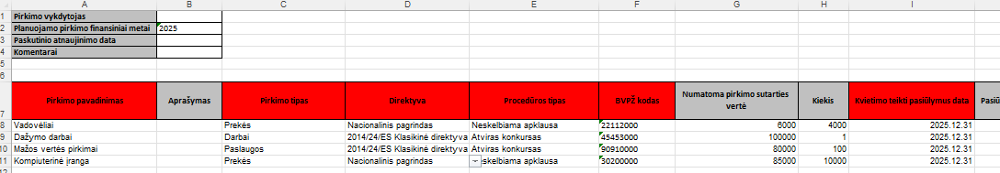 A B C D E F G H I
1 Pirkimo vykdytojas
2 Planuojamo pirkimo finansiniai metai 2025
3 Paskutinio atnaujinimo data
4 Komentarai
5
6
7 Pirkimo pavadinimas Aprašymas Pirkimo tipas Direktyva Procedūros tipas BVPŽ kodas Numatoma pirkimo sutarties vertė Kiekis Kvietimo teikti pasiūlymus data Pasiū
8 Vadovėliai Prekės Nacionalinis pagrindas Neskelbiama apklausa 22112000 6000 4000 2025.12.31
9 Dažymo darbai Darbai 2014/24/ES Klasikinė direktyva Atviras konkursas 45453000 100000 1 2025.12.31
10 Mažos vertės pirkimai Paslaugos 2014/24/ES Klasikinė direktyva Atviras konkursas 90910000 80000 100 2025.12.31
11 Kompiuterinė įranga Prekės Nacionalinis pagrindas eskelbiama apklausa 30200000 85000 10000 2025.12.31